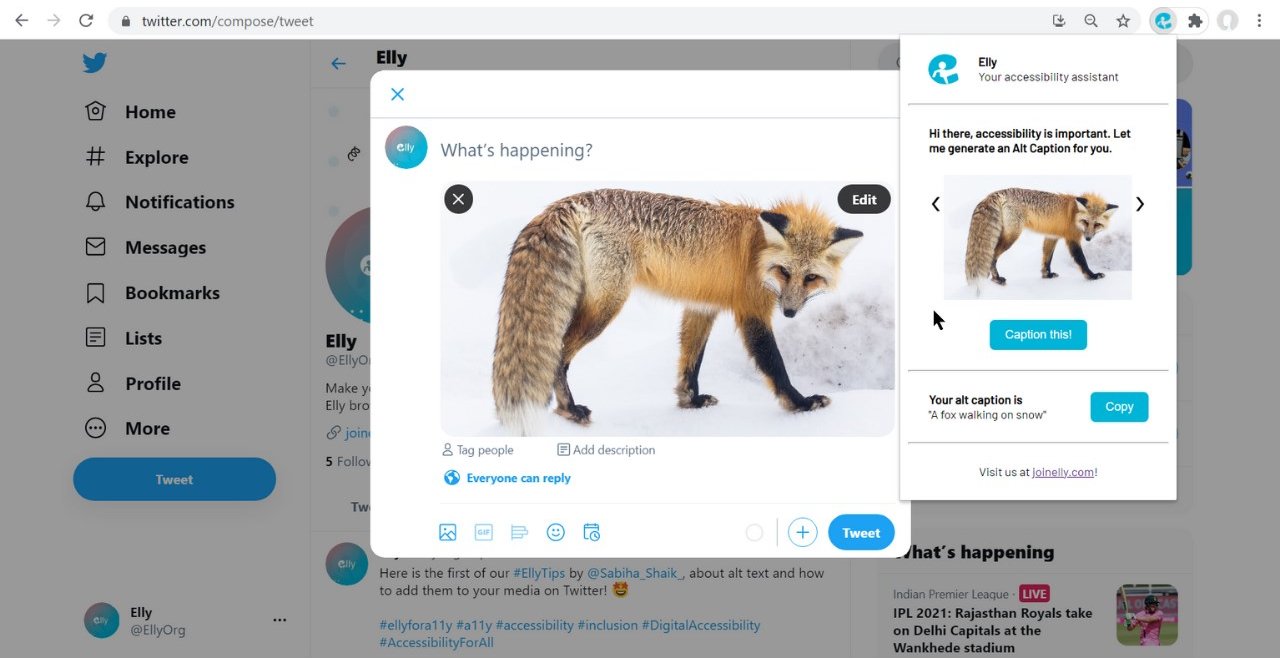 twitter.com/compose/tweet
Home
Explore
Notifications
Messages
Bookmarks
Lists
Profile
More
Tweet
Elly
@EllyOrg
Elly
elly
Elly
Make
Elly
5
elly
What's happening?
Edit
Tag people
Add description
Everyone can reply
GIF
Tweet
elly
Here is the first of our #EllyTips by @Sabiha_Shaik_, about alt text and how
to add them to your media on Twitter! 🤩
#ellyfora11y #a11y #accessibility #inclusion #DigitalAccessibility
#AccessibilityForAll
Elly
Your accessibility assistant
Hi there, accessibility is important. Let
me generate an Alt Caption for you.
Caption this!
Your alt caption is
"A fox walking on snow"
Copy
Visit us at joinelly.com!
What's happening
Indian Premier League · LIVE
IPL 2021: Rajasthan Royals take
on Delhi Capitals at the
Wankhede stadium